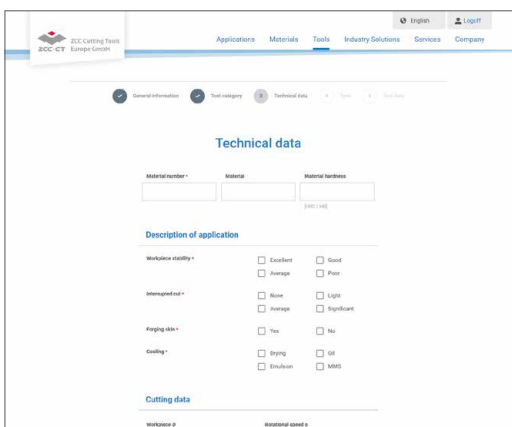 English Logoff
ZCC-CT
ZCC Cutting Tools
Europe GmbH
Applications Materials Tools Industry Solutions Services Company
General information Tool category 3 Technical data 4 5
Technical data
Material number * Material Material hardness
[HRC / HB]
Description of application
Workpiece stability * Excellent Good
Average Poor
Interrupted cut * None Light
Average Significant
Forging skin * Yes No
Cooling * Drying Oil
Emulsion MMS
Cutting data
Workpiece Ø Rotational speed n